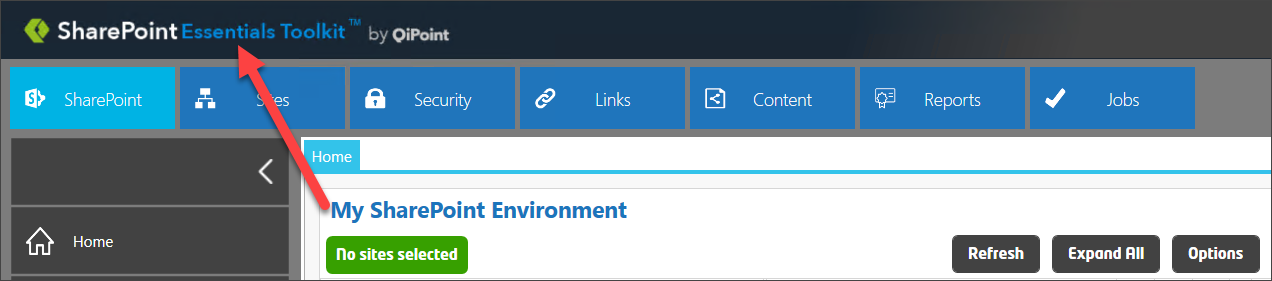 SharePoint Essentials Toolkit™ by QiPoint
SharePoint Sites Security Links Content Reports Jobs
Home
My SharePoint Environment
Home
No sites selected Refresh Expand All Options